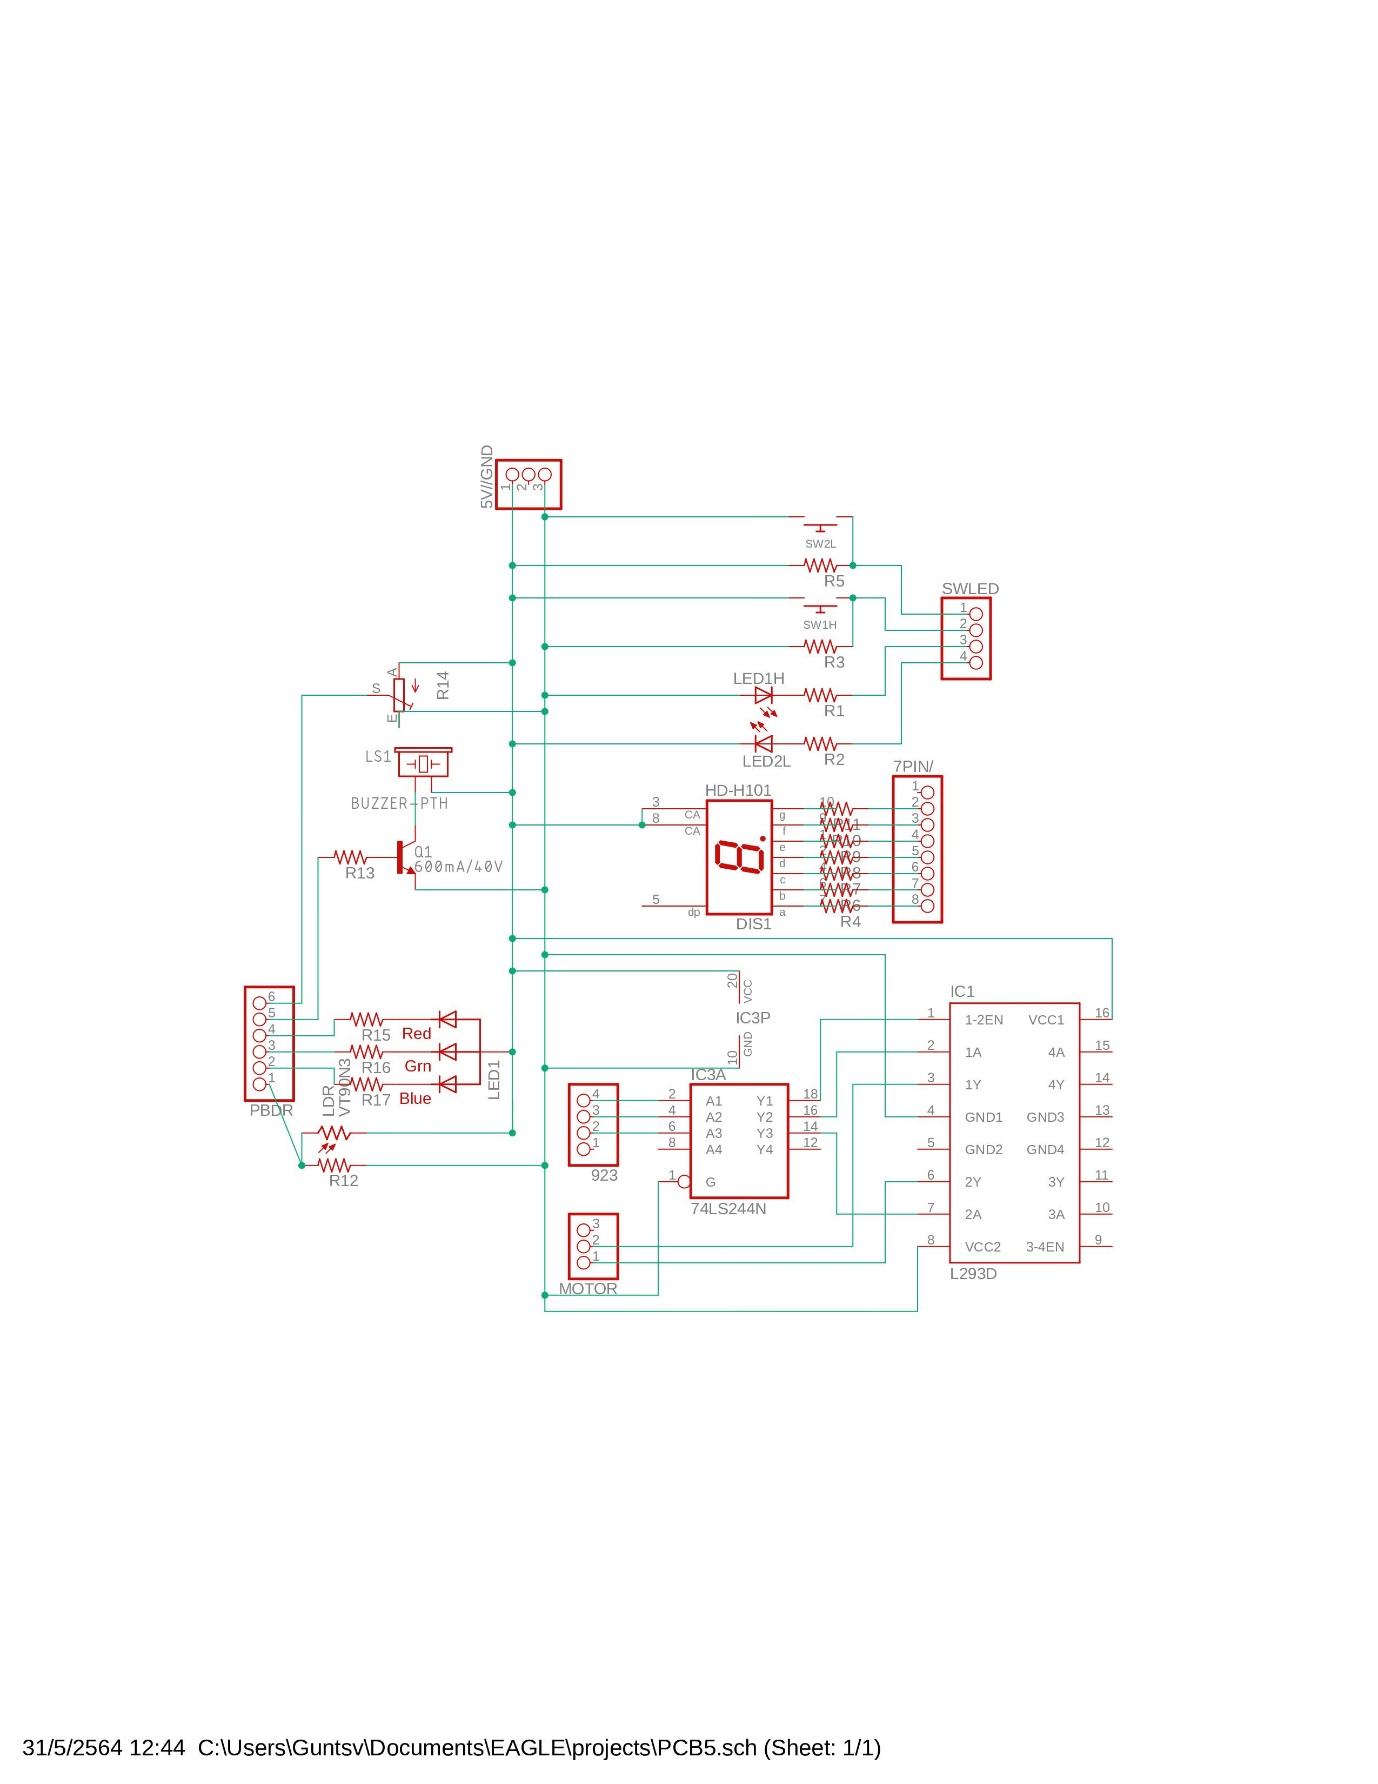 5V//GND
1 2 3
SW2L
R5
SWLED
1
2
3
4
SW1H
R3
A
S
E
R14
LED1H
R1
LED2L
R2
LS1
BUZZER-PTH
7PIN/
1
2
3
4
5
6
7
8
HD-H101
3 CA
8 CA
5 dp
g
f
e
d
c
b
a
10
R11
R10
R9
R8
R7
R6
R4
DIS1
Q1
600mA/40V
R13
6
5
4
3
2
1
PBDR
R15 Red
R16 Grn
R17 Blue
LED1
LDR
VT90N3
R12
20 VCC
IC3P
10 GND
IC3A
2 A1 Y1 18
4 A2 Y2 16
6 A3 Y3 14
8 A4 Y4 12
1 G
74LS244N
4
3
2
1
923
3
2
1
MOTOR
IC1
1 1-2EN VCC1 16
2 1A 4A 15
3 1Y 4Y 14
4 GND1 GND3 13
5 GND2 GND4 12
6 2Y 3Y 11
7 2A 3A 10
8 VCC2 3-4EN 9
L293D
31/5/2564 12:44 C:\Users\Guntsv\Documents\EAGLE\projects\PCB5.sch (Sheet: 1/1)